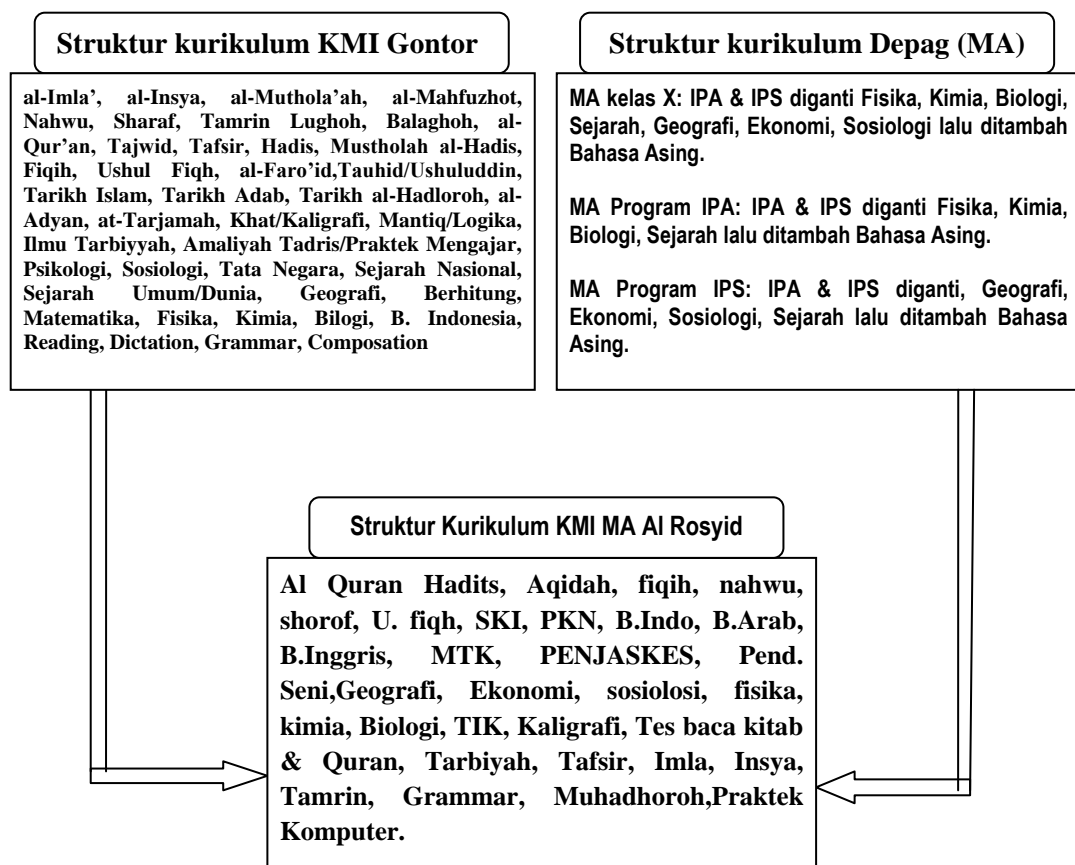 Struktur kurikulum KMI Gontor
al-Imla’, al-Insya, al-Muthola’ah, al-Mahfuzhot,
Nahwu, Sharaf, Tamrin Lughoh, Balaghoh, al-
Qur’an, Tajwid, Tafsir, Hadis, Mustholah al-Hadis,
Fiqih, Ushul Fiqh, al-Faro’id,Tauhid/Ushuluddin,
Tarikh Islam, Tarikh Adab, Tarikh al-Hadloroh, al-
Adyan, at-Tarjamah, Khat/Kaligrafi, Mantiq/Logika,
Ilmu Tarbiyyah, Amaliyah Tadris/Praktek Mengajar,
Psikologi, Sosiologi, Tata Negara, Sejarah Nasional,
Sejarah Umum/Dunia, Geografi, Berhitung,
Matematika, Fisika, Kimia, Bilogi, B. Indonesia,
Reading, Dictation, Grammar, Composation
Struktur kurikulum Depag (MA)
MA kelas X: IPA & IPS diganti Fisika, Kimia, Biologi,
Sejarah, Geografi, Ekonomi, Sosiologi lalu ditambah
Bahasa Asing.
MA Program IPA: IPA & IPS diganti Fisika, Kimia,
Biologi, Sejarah lalu ditambah Bahasa Asing.
MA Program IPS: IPA & IPS diganti, Geografi,
Ekonomi, Sosiologi, Sejarah lalu ditambah Bahasa
Asing.
Struktur Kurikulum KMI MA Al Rosyid
Al Quran Hadits, Aqidah, fiqih, nahwu,
shorof, U. fiqh, SKI, PKN, B.Indo, B.Arab,
B.Inggris, MTK, PENJASKES, Pend.
Seni,Geografi, Ekonomi, sosiolosi, fisika,
kimia, Biologi, TIK, Kaligrafi, Tes baca kitab
& Quran, Tarbiyah, Tafsir, Imla, Insya,
Tamrin, Grammar, Muhadhoroh,Praktek
Komputer.